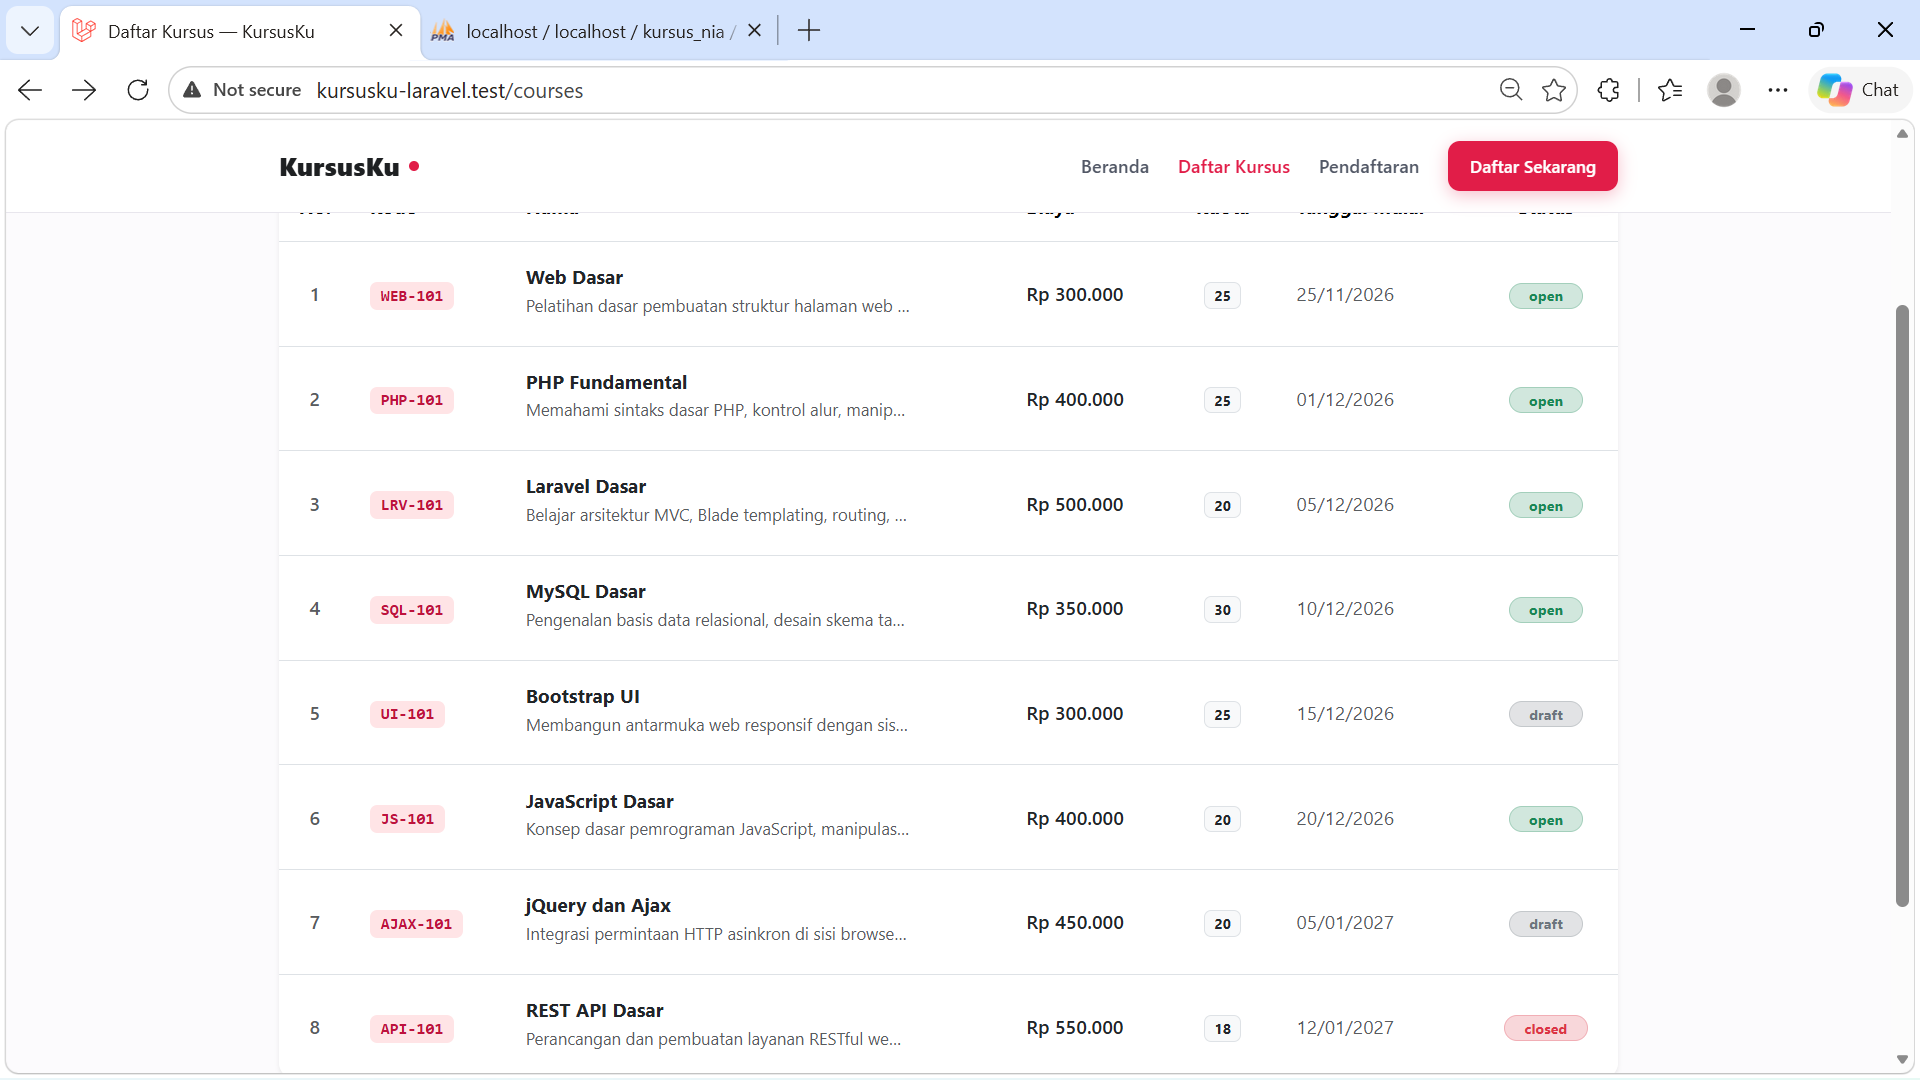 Daftar Kursus — KursusKu
localhost / localhost / kursus_nia /
Not secure
kursusku-laravel.test/courses
Chat
KursusKu
Beranda
Daftar Kursus
Pendaftaran
Daftar Sekarang
1 WEB-101 Web Dasar Rp 300.000 25 25/11/2026 open
Pelatihan dasar pembuatan struktur halaman web ...
2 PHP-101 PHP Fundamental Rp 400.000 25 01/12/2026 open
Memahami sintaks dasar PHP, kontrol alur, manip...
3 LRV-101 Laravel Dasar Rp 500.000 20 05/12/2026 open
Belajar arsitektur MVC, Blade templating, routing, ...
4 SQL-101 MySQL Dasar Rp 350.000 30 10/12/2026 open
Pengenalan basis data relasional, desain skema ta...
5 UI-101 Bootstrap UI Rp 300.000 25 15/12/2026 draft
Membangun antarmuka web responsif dengan sis...
6 JS-101 JavaScript Dasar Rp 400.000 20 20/12/2026 open
Konsep dasar pemrograman JavaScript, manipulas...
7 AJAX-101 jQuery dan Ajax Rp 450.000 20 05/01/2027 draft
Integrasi permintaan HTTP asinkron di sisi browse...
8 API-101 REST API Dasar Rp 550.000 18 12/01/2027 closed
Perancangan dan pembuatan layanan RESTful we...